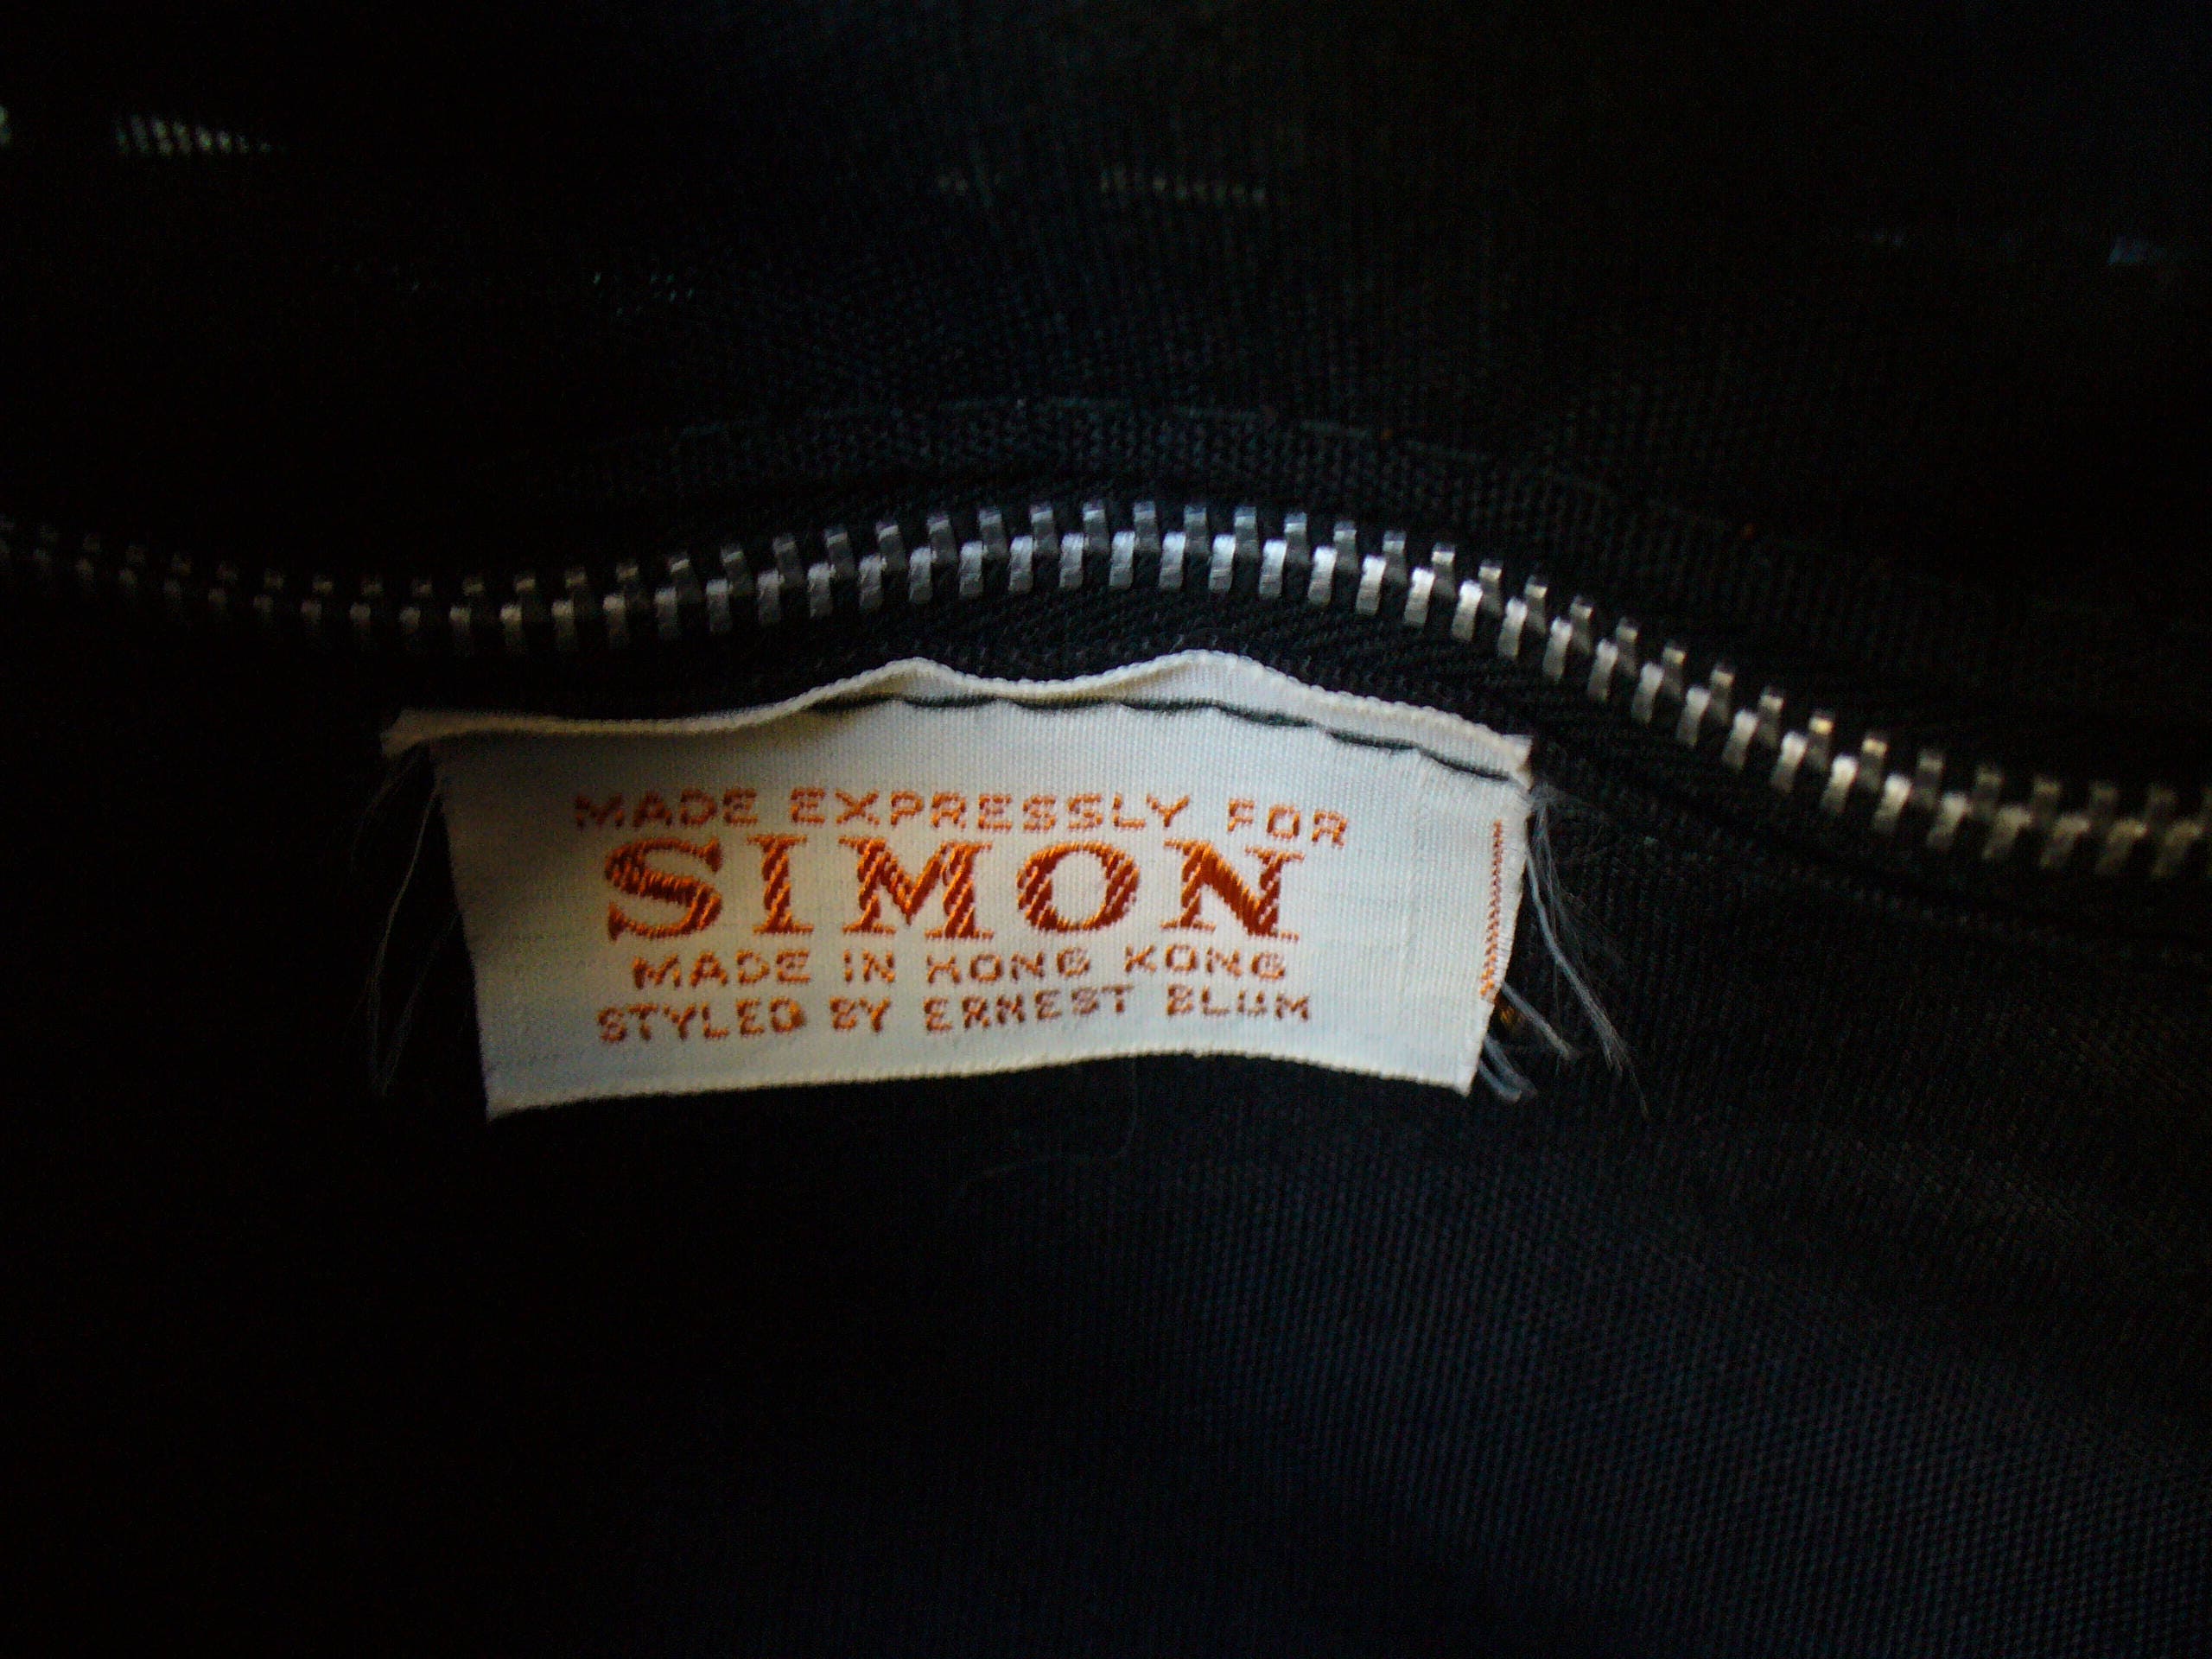 MADE EXPRESSLY FOR
SIMON
MADE IN HONG KONG
STYLED BY ERNEST BLUM